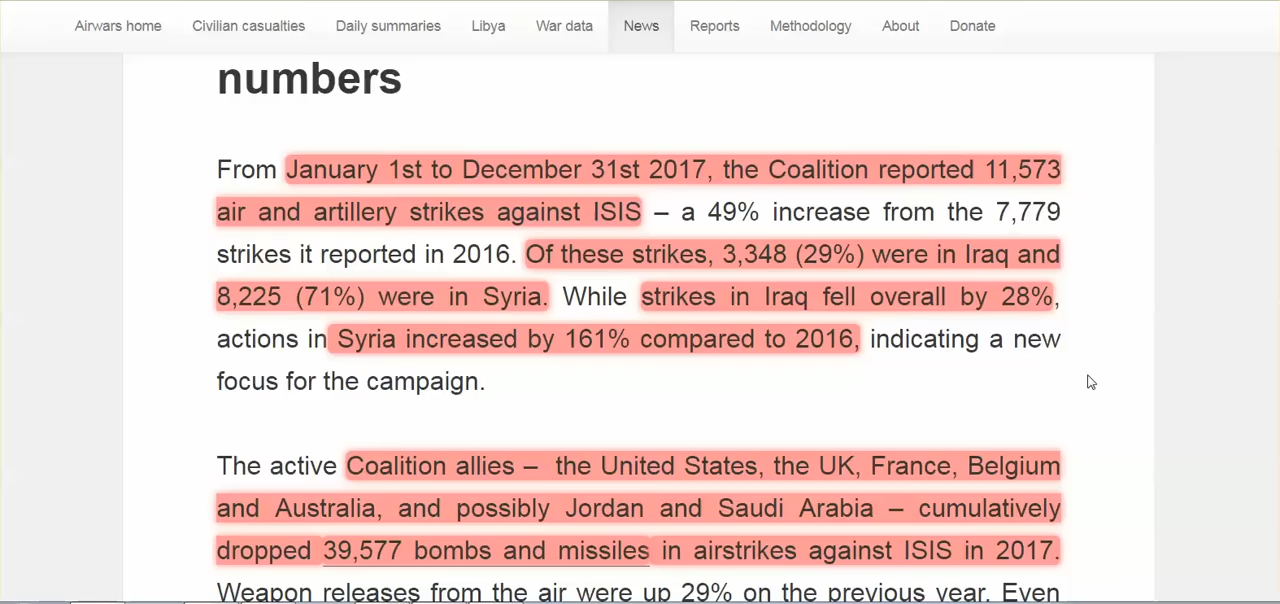 Airwars home Civilian casualties Daily summaries Libya War data News Reports Methodology About Donate
numbers
From January 1st to December 31st 2017, the Coalition reported 11,573
air and artillery strikes against ISIS – a 49% increase from the 7,779
strikes it reported in 2016. Of these strikes, 3,348 (29%) were in Iraq and
8,225 (71%) were in Syria. While strikes in Iraq fell overall by 28%,
actions in Syria increased by 161% compared to 2016, indicating a new
focus for the campaign.
The active Coalition allies – the United States, the UK, France, Belgium
and Australia, and possibly Jordan and Saudi Arabia – cumulatively
dropped 39,577 bombs and missiles in airstrikes against ISIS in 2017.
Weapon releases from the air were up 29% on the previous year. Even